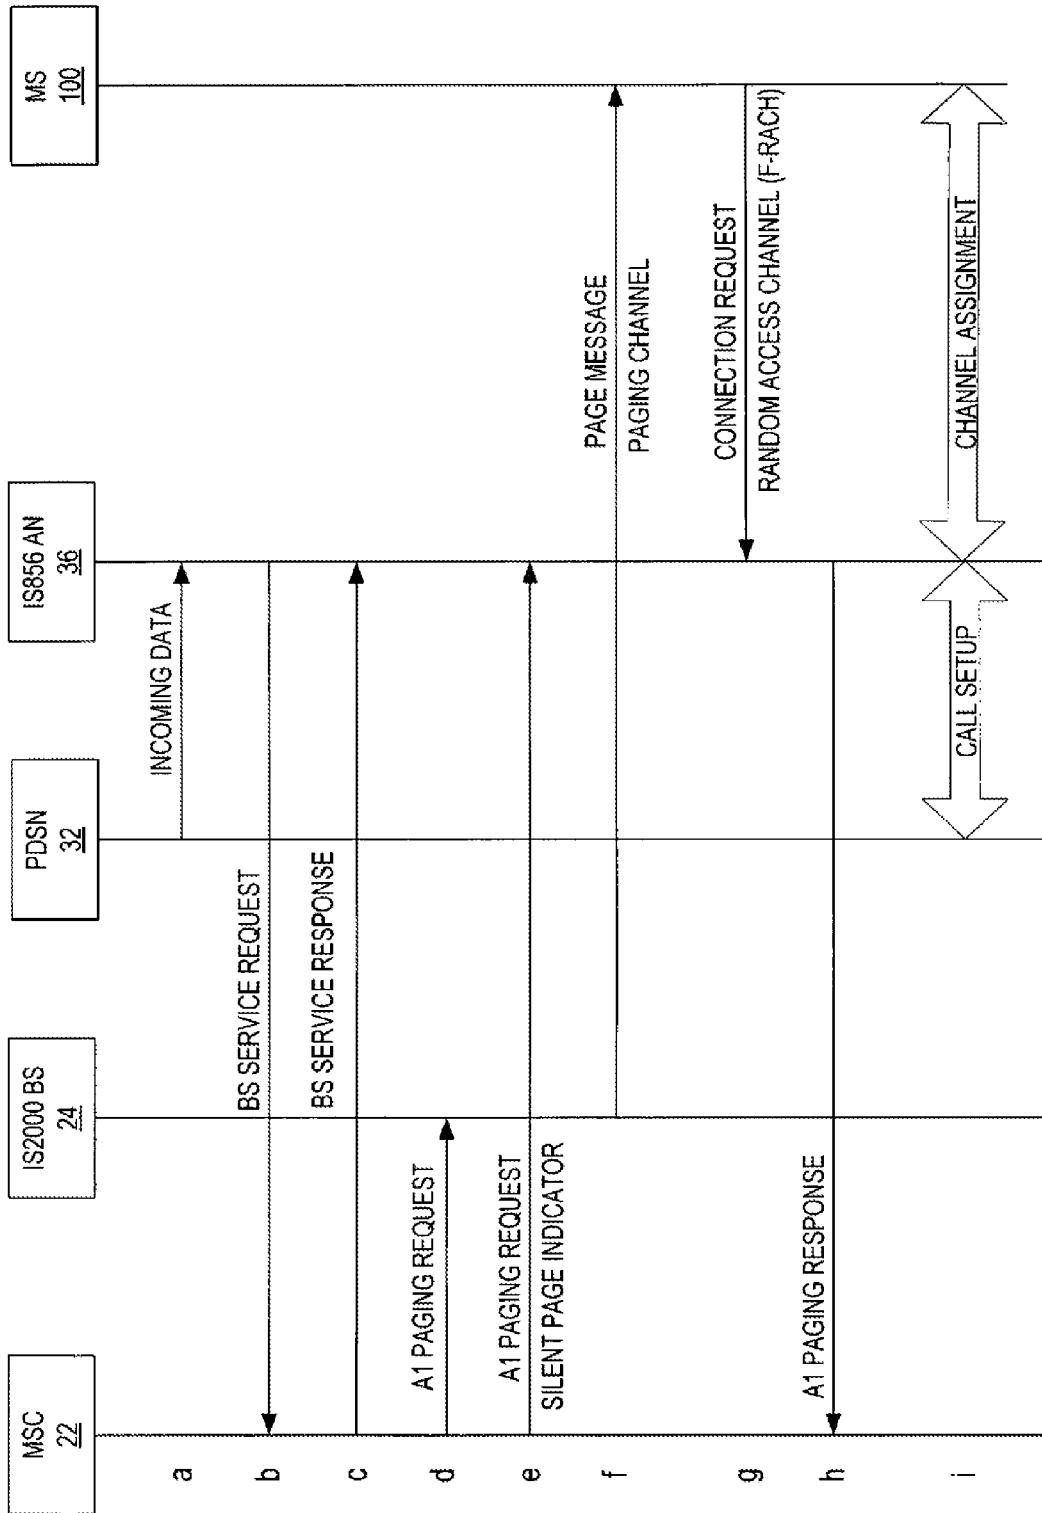 MSC
22
IS2000 BS
24
PDSN
32
IS856 AN
36
MS
100
a
INCOMING DATA
b
BS SERVICE REQUEST
c
BS SERVICE RESPONSE
d
A1 PAGING REQUEST
e
A1 PAGING REQUEST
SILENT PAGE INDICATOR
f
PAGE MESSAGE
PAGING CHANNEL
g
CONNECTION REQUEST
RANDOM ACCESS CHANNEL (F-RACH)
h
A1 PAGING RESPONSE
i
CALL SETUP
CHANNEL ASSIGNMENT